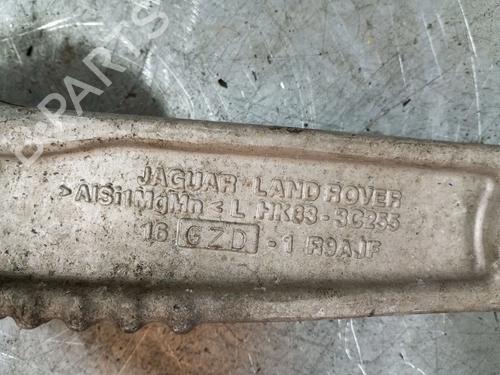 JAGUAR LAND ROVER
>AlSi1MgMn< L HK83-3C255
16 GZD -1 R9AJF
B-PARTS